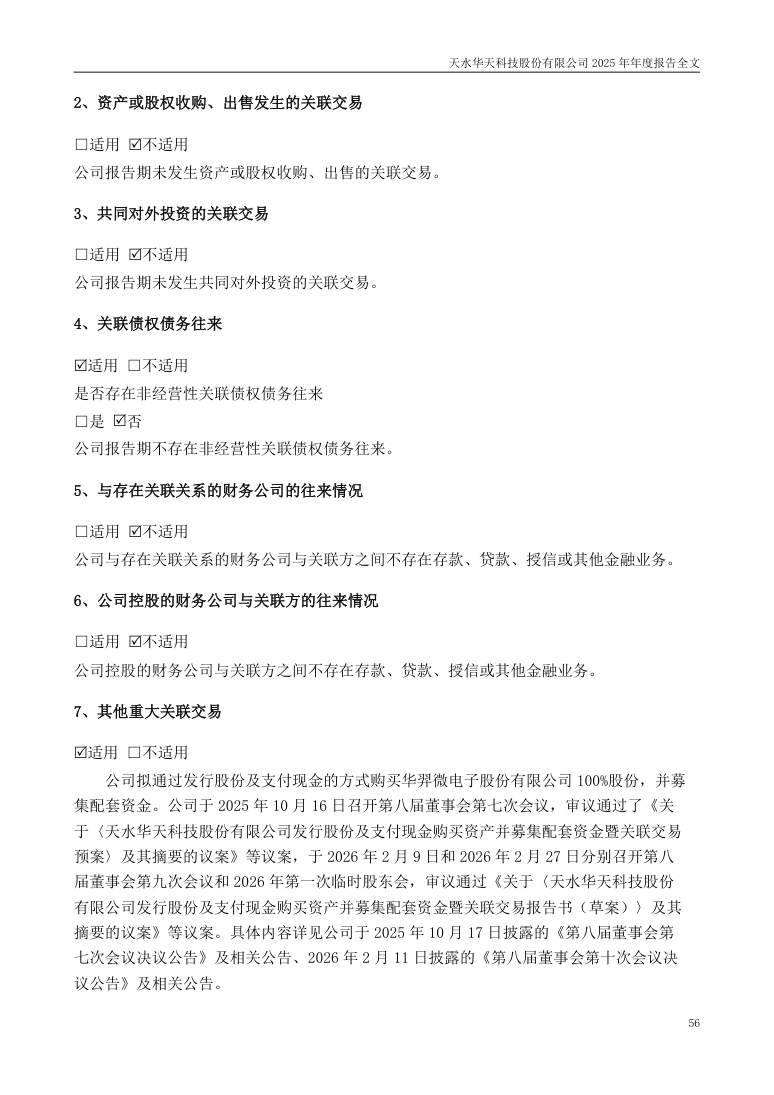 天水华天科技股份有限公司 2025 年年度报告全文
2、资产或股权收购、出售发生的关联交易
□适用 ☑不适用
公司报告期未发生资产或股权收购、出售的关联交易。
3、共同对外投资的关联交易
□适用 ☑不适用
公司报告期未发生共同对外投资的关联交易。
4、关联债权债务往来
☑适用 □不适用
是否存在非经营性关联债权债务往来
□是 ☑否
公司报告期不存在非经营性关联债权债务往来。
5、与存在关联关系的财务公司的往来情况
□适用 ☑不适用
公司与存在关联关系的财务公司与关联方之间不存在存款、贷款、授信或其他金融业务。
6、公司控股的财务公司与关联方的往来情况
□适用 ☑不适用
公司控股的财务公司与关联方之间不存在存款、贷款、授信或其他金融业务。
7、其他重大关联交易
☑适用 □不适用
公司拟通过发行股份及支付现金的方式购买华羿微电子股份有限公司 100%股份，并募
集配套资金。公司于 2025 年 10 月 16 日召开第八届董事会第七次会议，审议通过了《关
于〈天水华天科技股份有限公司发行股份及支付现金购买资产并募集配套资金暨关联交易
预案〉及其摘要的议案》等议案，于 2026 年 2 月 9 日和 2026 年 2 月 27 日分别召开第八
届董事会第九次会议和 2026 年第一次临时股东会，审议通过《关于〈天水华天科技股份
有限公司发行股份及支付现金购买资产并募集配套资金暨关联交易报告书（草案）〉及其
摘要的议案》等议案。具体内容详见公司于 2025 年 10 月 17 日披露的《第八届董事会第
七次会议决议公告》及相关公告、2026 年 2 月 11 日披露的《第八届董事会第十次会议决
议公告》及相关公告。
56